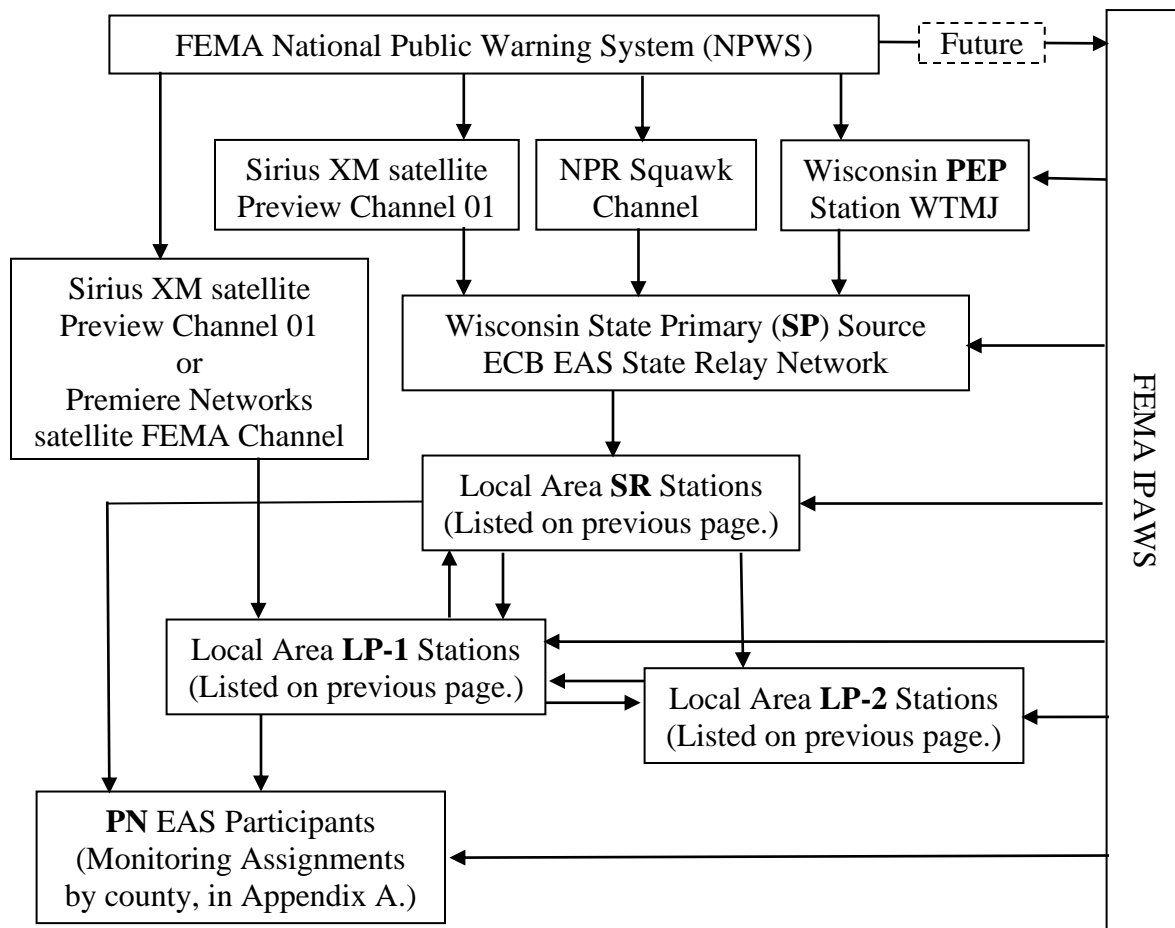 FEMA National Public Warning System (NPWS)
Future
Sirius XM satellite
Preview Channel 01
NPR Squawk
Channel
Wisconsin PEP
Station WTMJ
Sirius XM satellite
Preview Channel 01
or
Premiere Networks
satellite FEMA Channel
Wisconsin State Primary (SP) Source
ECB EAS State Relay Network
FEMA IPAWS
Local Area SR Stations
(Listed on previous page.)
Local Area LP-1 Stations
(Listed on previous page.)
Local Area LP-2 Stations
(Listed on previous page.)
PN EAS Participants
(Monitoring Assignments
by county, in Appendix A.)